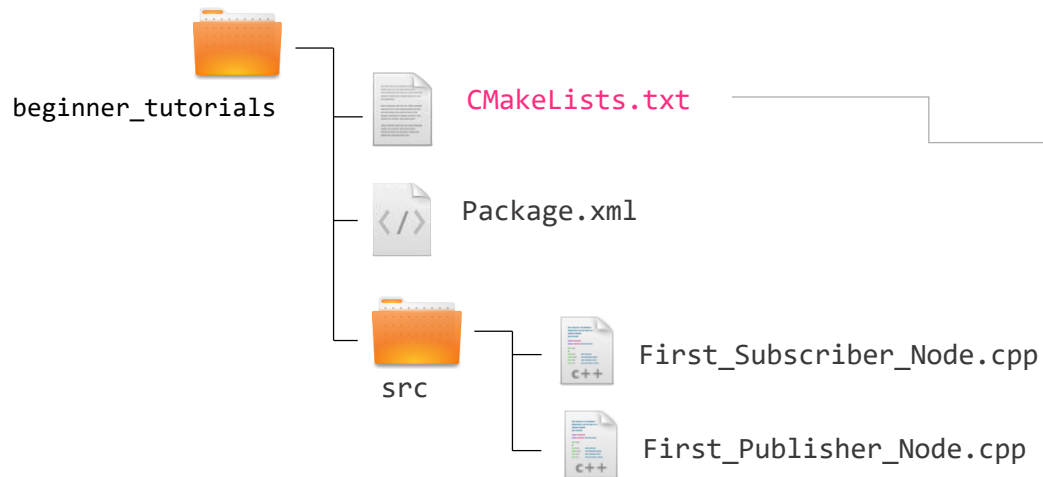 beginner_tutorials
CMakeLists.txt
</>
Package.xml
src
First_Subscriber_Node.cpp
c++
First_Publisher_Node.cpp
c++